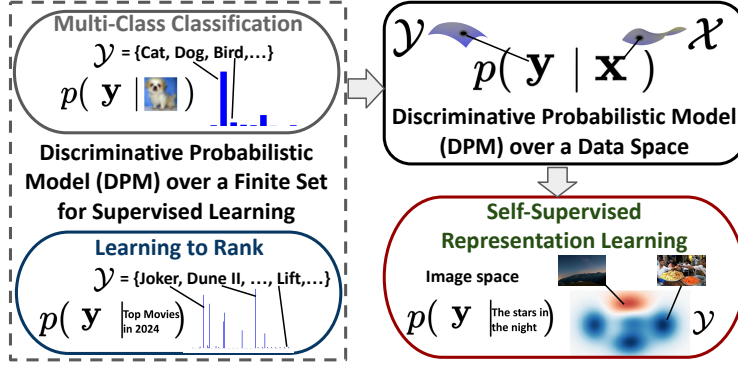 Multi-Class Classification
𝒴 = {Cat, Dog, Bird,…}
p( y | )
Discriminative Probabilistic
Model (DPM) over a Finite Set
for Supervised Learning
Learning to Rank
𝒴 = {Joker, Dune II, …, Lift,…}
p( y |Top Movies
in 2024 )
𝒴 𝒳
p( y | x )
Discriminative Probabilistic Model
(DPM) over a Data Space
Self-Supervised
Representation Learning
Image space
p( y |The stars in
the night ) 𝒴